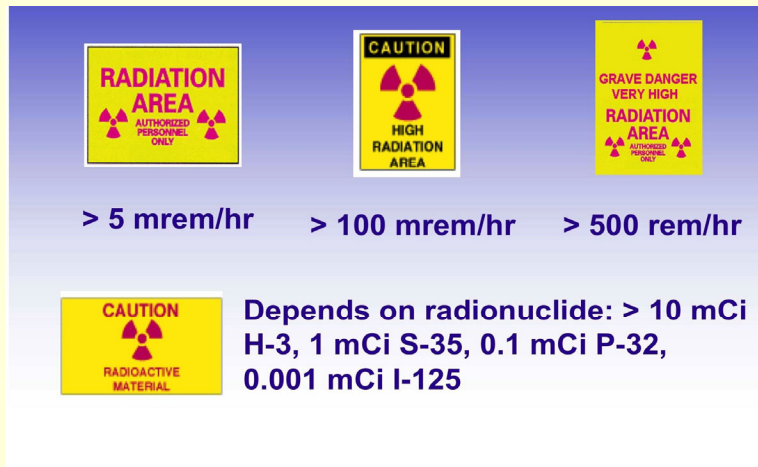 RADIATION
AREA
AUTHORIZED
PERSONNEL
ONLY
CAUTION
HIGH
RADIATION
AREA
GRAVE DANGER
VERY HIGH
RADIATION
AREA
AUTHORIZED
PERSONNEL
ONLY
> 5 mrem/hr
> 100 mrem/hr
> 500 rem/hr
CAUTION
RADIOACTIVE
MATERIAL
Depends on radionuclide: > 10 mCi
H-3, 1 mCi S-35, 0.1 mCi P-32,
0.001 mCi I-125